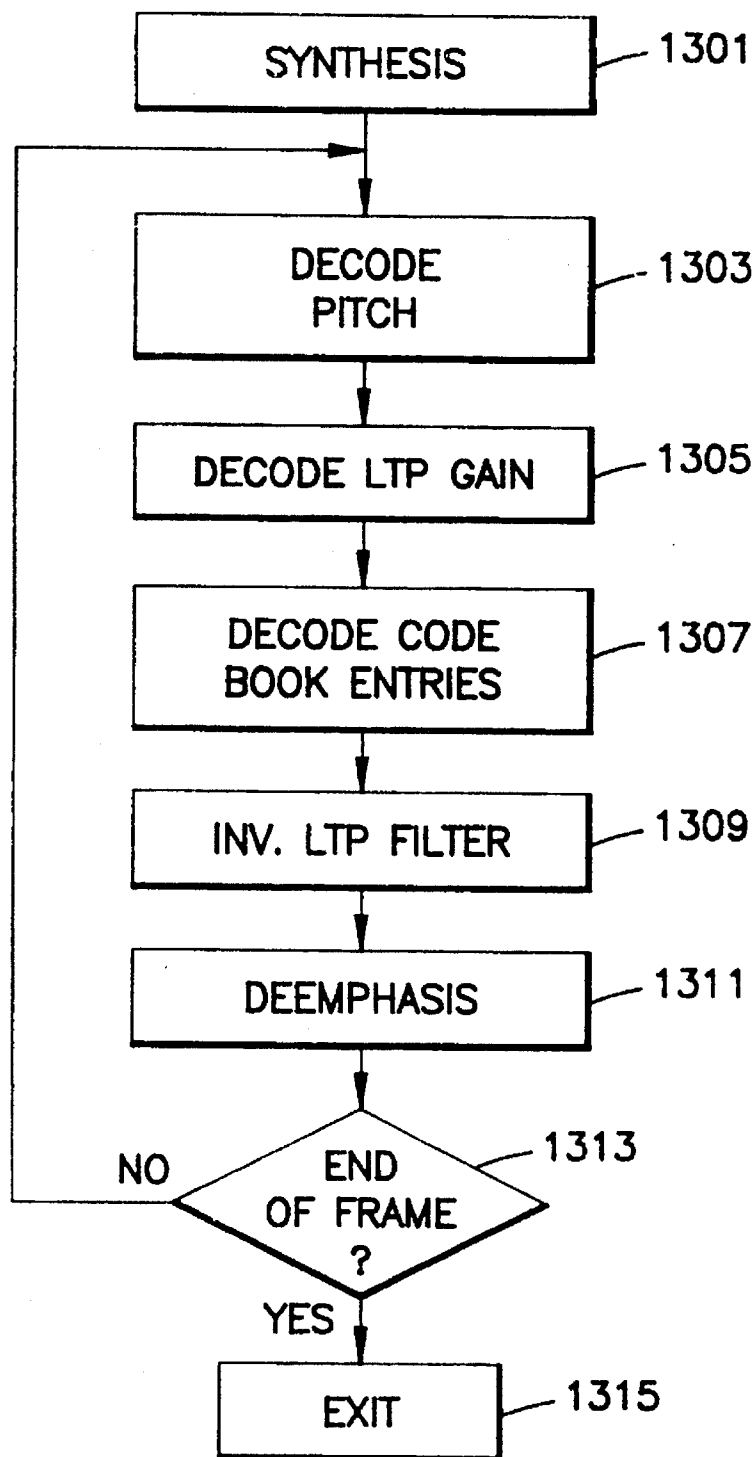 SYNTHESIS
1301
DECODE
PITCH
1303
DECODE LTP GAIN
1305
DECODE CODE
BOOK ENTRIES
1307
INV. LTP FILTER
1309
DEEMPHASIS
1311
END
OF FRAME
?
1313
NO
YES
EXIT
1315